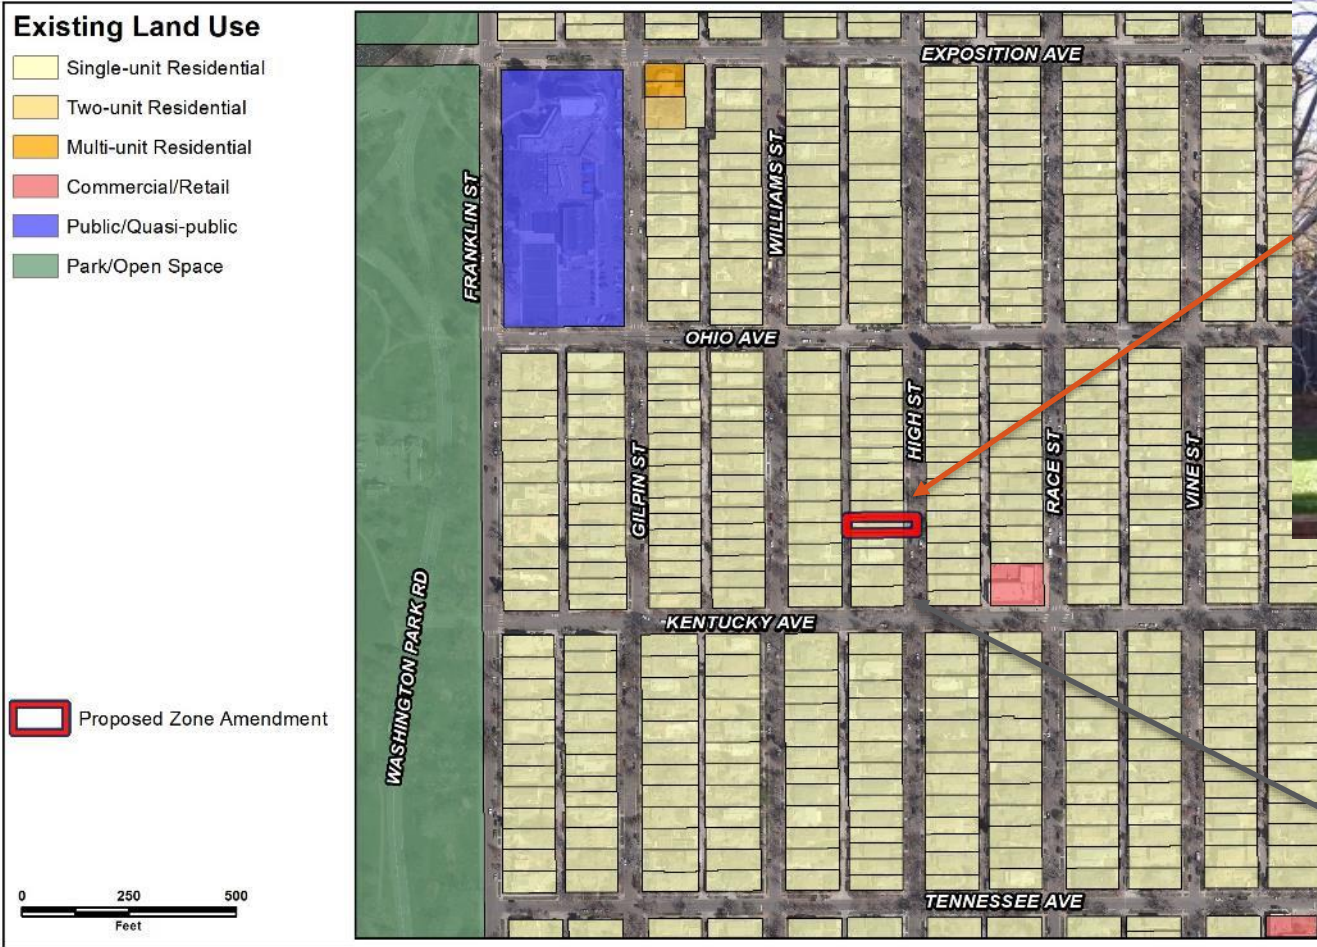 Existing Land Use
Single-unit Residential
Two-unit Residential
Multi-unit Residential
Commercial/Retail
Public/Quasi-public
Park/Open Space
Proposed Zone Amendment
0 250 500
Feet
EXPOSITION AVE
FRANKLIN ST
WILLIAMS ST
OHIO AVE
GILPIN ST
HIGH ST
RACE ST
VINE ST
WASHINGTON PARK RD
KENTUCKY AVE
TENNESSEE AVE